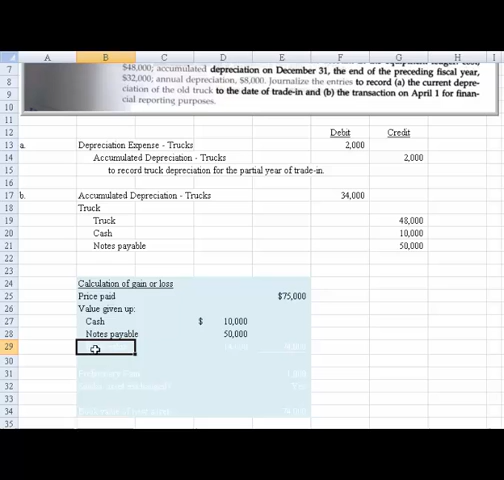 A B C D E F G H I
7 $48,000; accumulated depreciation on December 31, the end of the preceding fiscal year,
8 $32,000; annual depreciation, $8,000. Journalize the entries to record (a) the current depre-
9 ciation of the old truck to the date of trade-in and (b) the transaction on April 1 for finan-
10 cial reporting purposes.
11
12 Debit Credit
13 a. Depreciation Expense - Trucks 2,000
14 Accumulated Depreciation - Trucks 2,000
15 to record truck depreciation for the partial year of trade-in.
16
17 b. Accumulated Depreciation - Trucks 34,000
18 Truck
19 Truck 48,000
20 Cash 10,000
21 Notes payable 50,000
22
23
24 Calculation of gain or loss
25 Price paid $75,000
26 Value given up:
27 Cash $ 10,000
28 Notes payable 50,000
29
30
31
32
33
34
35